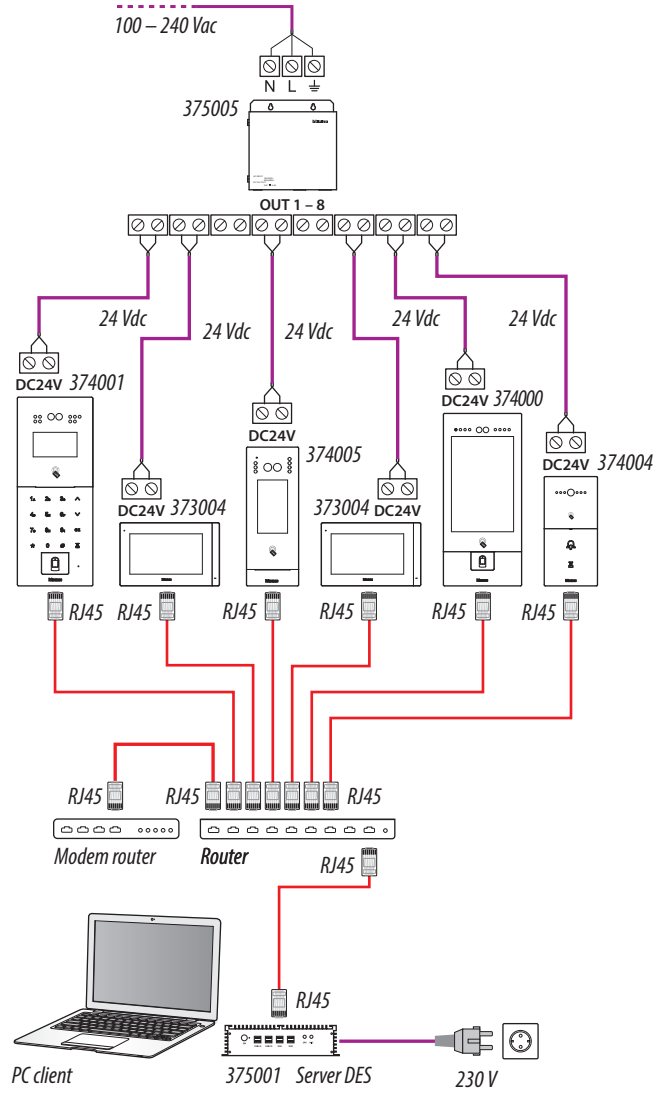 100 – 240 Vac
N L
375005
OUT 1 – 8
24 Vdc 24 Vdc 24 Vdc 24 Vdc 24 Vdc
DC24V 374001
DC24V 374000
DC24V
374005
DC24V 374004
DC24V 373004
373004 DC24V
RJ45 RJ45 RJ45 RJ45 RJ45 RJ45
RJ45 RJ45 RJ45
Modem router Router
RJ45
RJ45
PC client
375001 Server DES
230 V